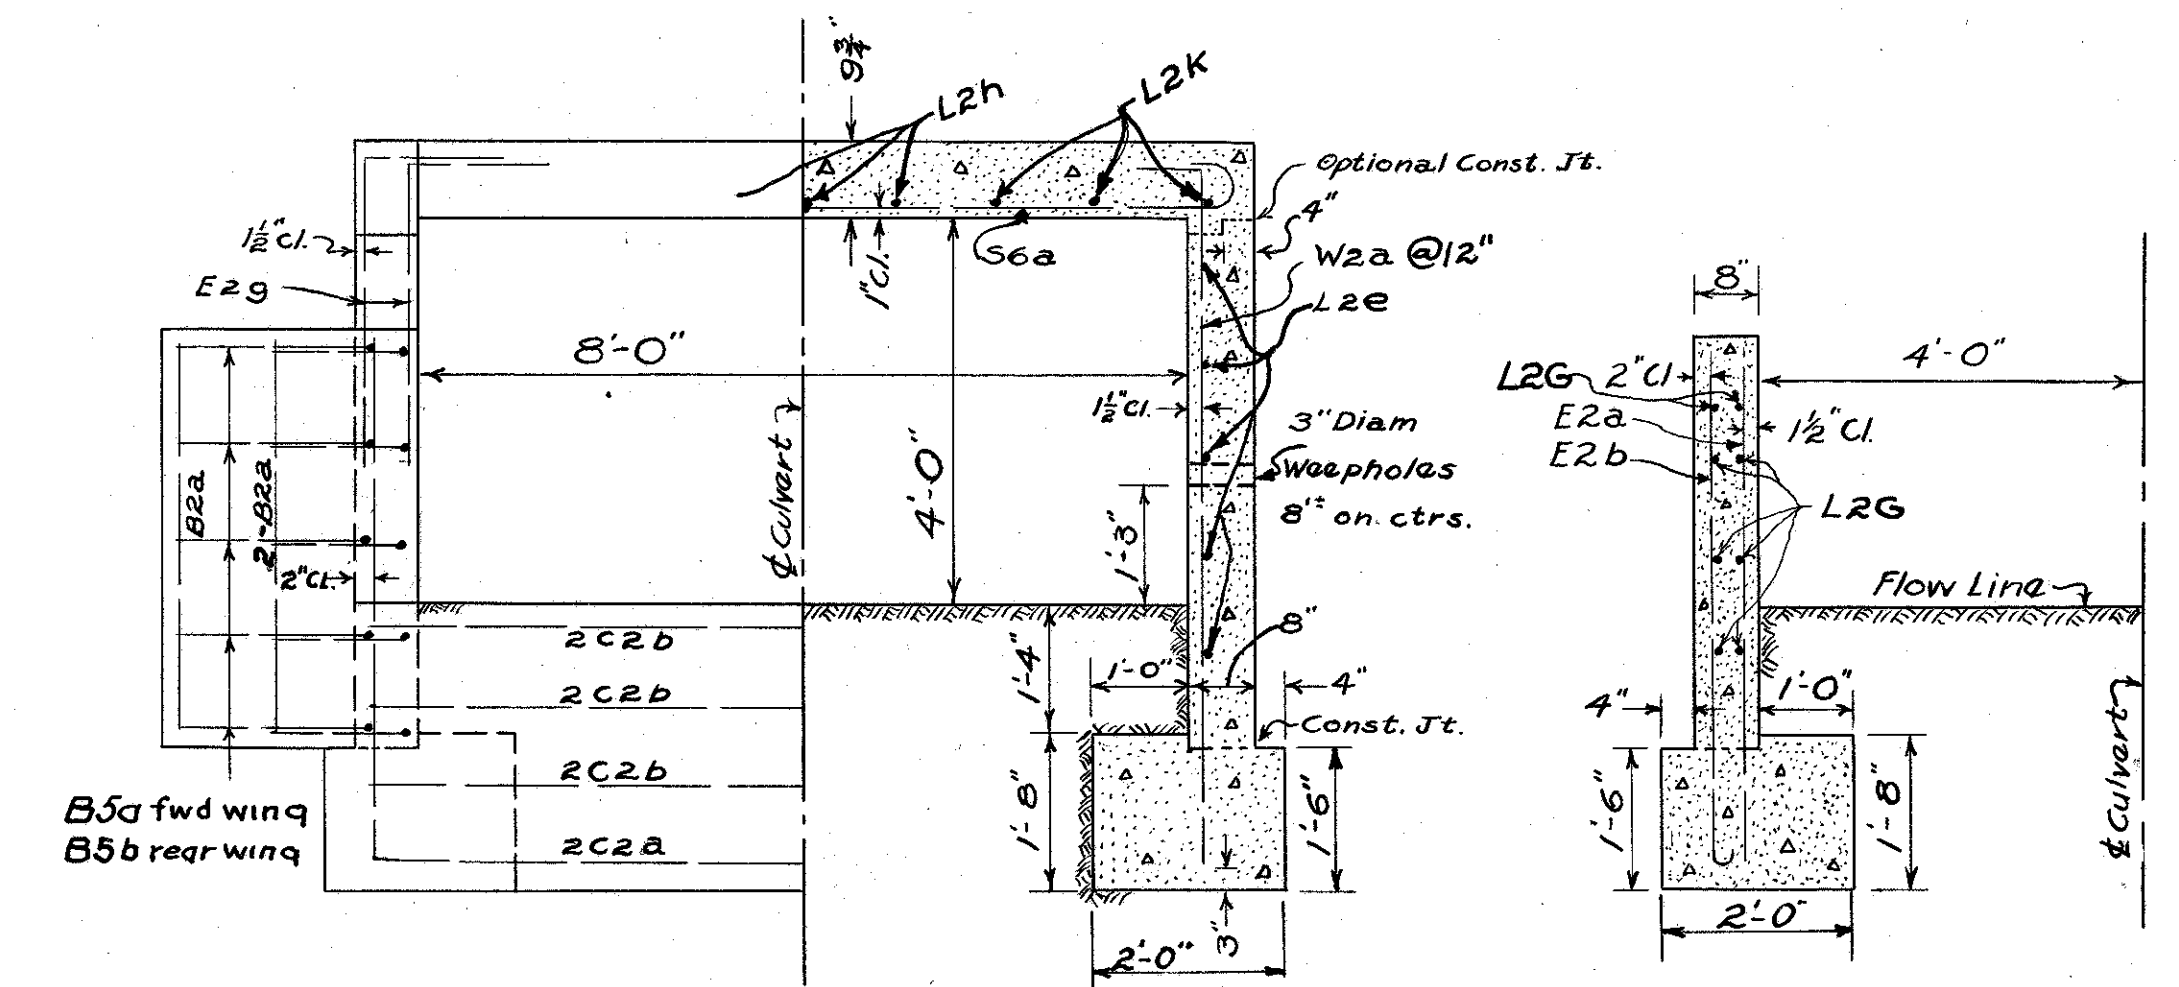 9¾"
L2h
L2K
Optional Const. Jt.
4"
1½"Cl.
S6a
1"Cl.
W2a @12"
E2g
L2e
8'-0"
1½"Cl.
3"Diam
Weepholes
8'± on. ctrs.
4'-0"
1'-3"
B2a
2-B2a
2"Cl.
℄ Culvert
2C2b
8"
1'-4"
1'-0"
4"
2C2b
Const. Jt.
2C2b
1'-8"
1'-6"
B5a fwd wing
B5b rear wing
2C2a
3"
2'-0"
8"
4'-0"
L2G
2"Cl
E2a
1½"Cl.
E2b
L2G
Flow Line
4"
1'-0"
1'-6"
1'-8"
℄ Culvert
2'-0"